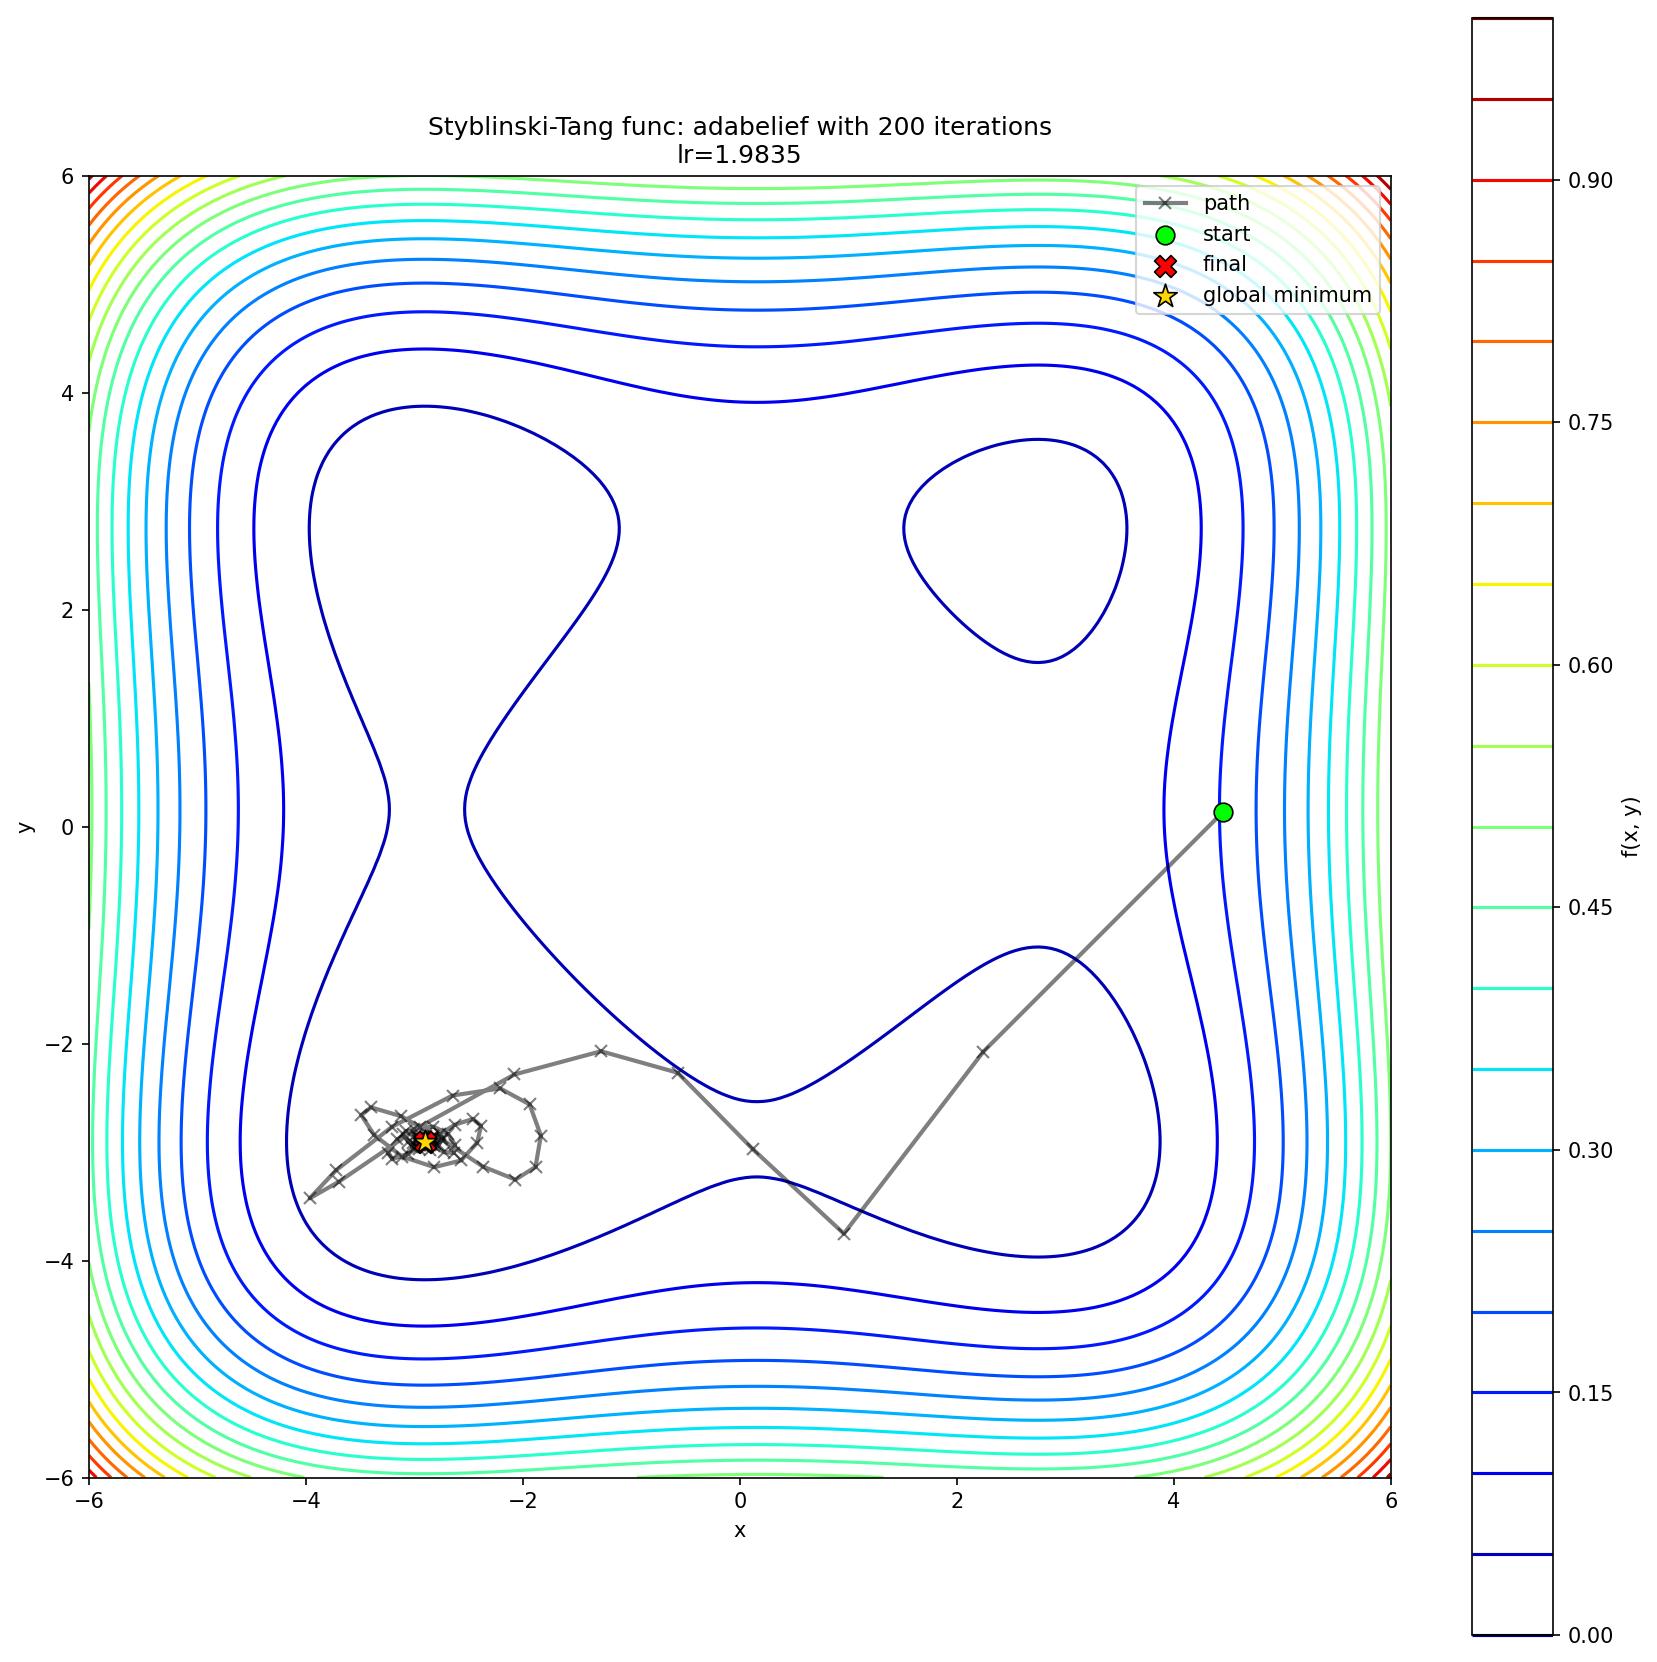 Styblinski-Tang func: adabelief with 200 iterations
lr=1.9835
path
start
final
global minimum
6
4
2
0
−2
−4
−6
y
−6
−4
−2
0
2
4
6
x
0.90
0.75
0.60
0.45
0.30
0.15
0.00
f(x, y)